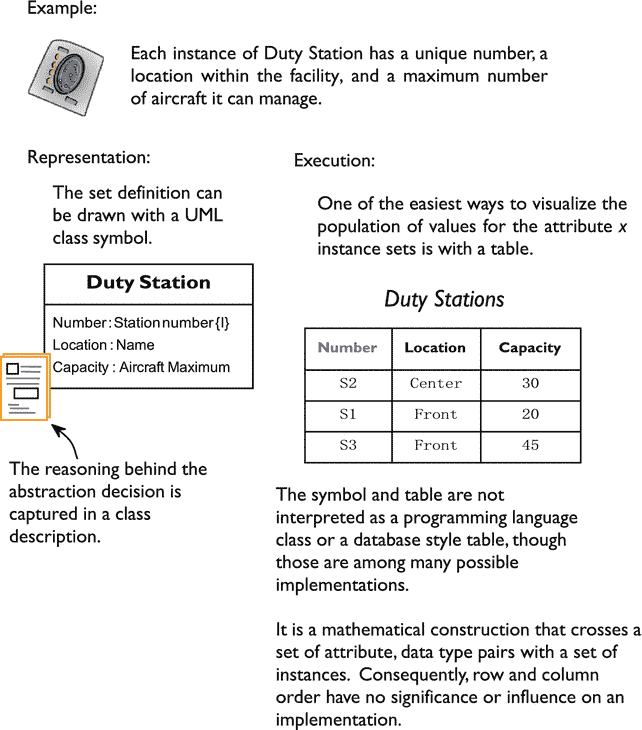 Example:
Each instance of Duty Station has a unique number, a
location within the facility, and a maximum number
of aircraft it can manage.
Representation:
The set definition can
be drawn with a UML
class symbol.
Duty Station
Number : Station number {I}
Location : Name
Capacity : Aircraft Maximum
The reasoning behind the
abstraction decision is
captured in a class
description.
Execution:
One of the easiest ways to visualize the
population of values for the attribute x
instance sets is with a table.
Duty Stations
Number Location Capacity
S2 Center 30
S1 Front 20
S3 Front 45
The symbol and table are not
interpreted as a programming language
class or a database style table, though
those are among many possible
implementations.
It is a mathematical construction that crosses a
set of attribute, data type pairs with a set of
instances. Consequently, row and column
order have no significance or influence on an
implementation.